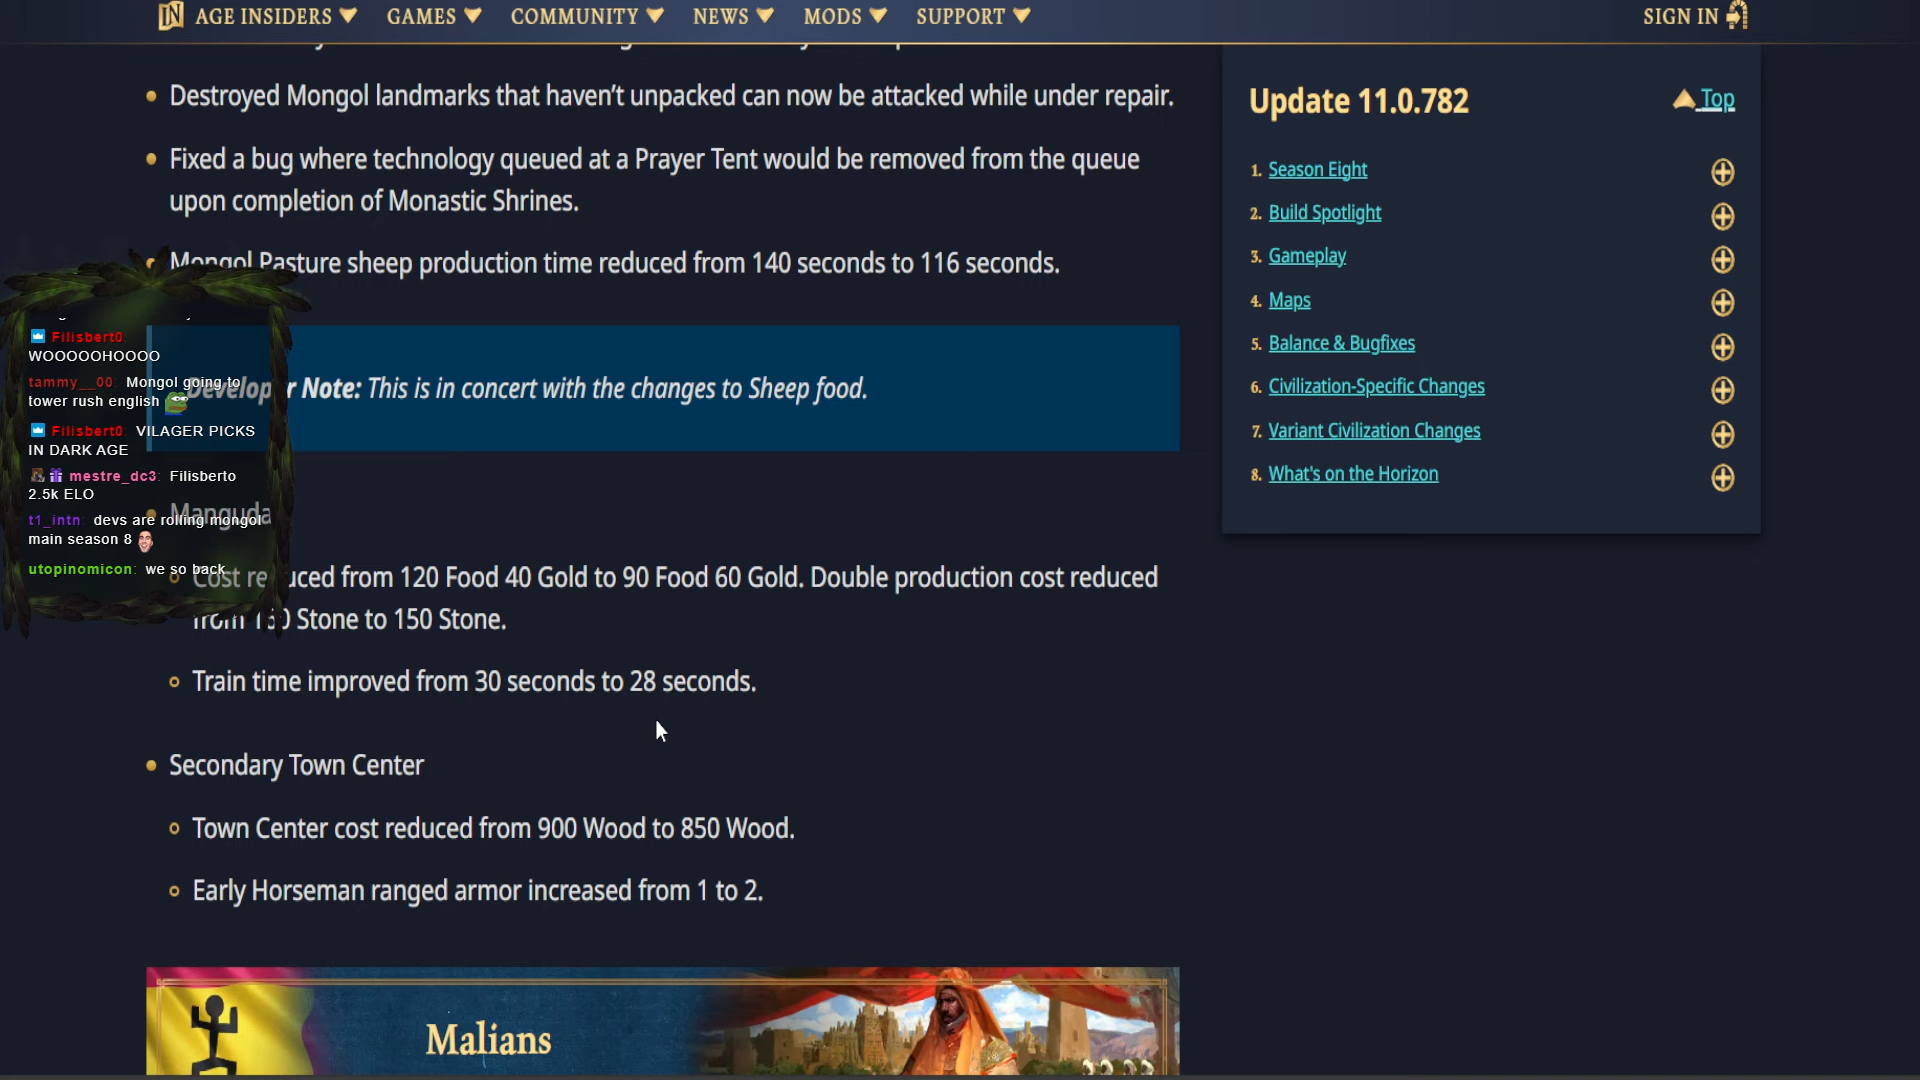 AGE INSIDERS GAMES COMMUNITY NEWS MODS SUPPORT SIGN IN
Destroyed Mongol landmarks that haven't unpacked can now be attacked while under repair.
Fixed a bug where technology queued at a Prayer Tent would be removed from the queue
upon completion of Monastic Shrines.
Mongol Pasture sheep production time reduced from 140 seconds to 116 seconds.
Developer Note: This is in concert with the changes to Sheep food.
Manguda
Cost reduced from 120 Food 40 Gold to 90 Food 60 Gold. Double production cost reduced
from 160 Stone to 150 Stone.
Train time improved from 30 seconds to 28 seconds.
Secondary Town Center
Town Center cost reduced from 900 Wood to 850 Wood.
Early Horseman ranged armor increased from 1 to 2.
Malians
Filisbert0:
WOOOOOHOOOO
tammy__00: Mongol going to
tower rush english
Filisbert0: VILAGER PICKS
IN DARK AGE
mestre_dc3: Filisberto
2.5k ELO
t1_intn: devs are rolling mongol
main season 8
utopinomicon: we so back
Update 11.0.782
Top
1. Season Eight
2. Build Spotlight
3. Gameplay
4. Maps
5. Balance & Bugfixes
6. Civilization-Specific Changes
7. Variant Civilization Changes
8. What's on the Horizon